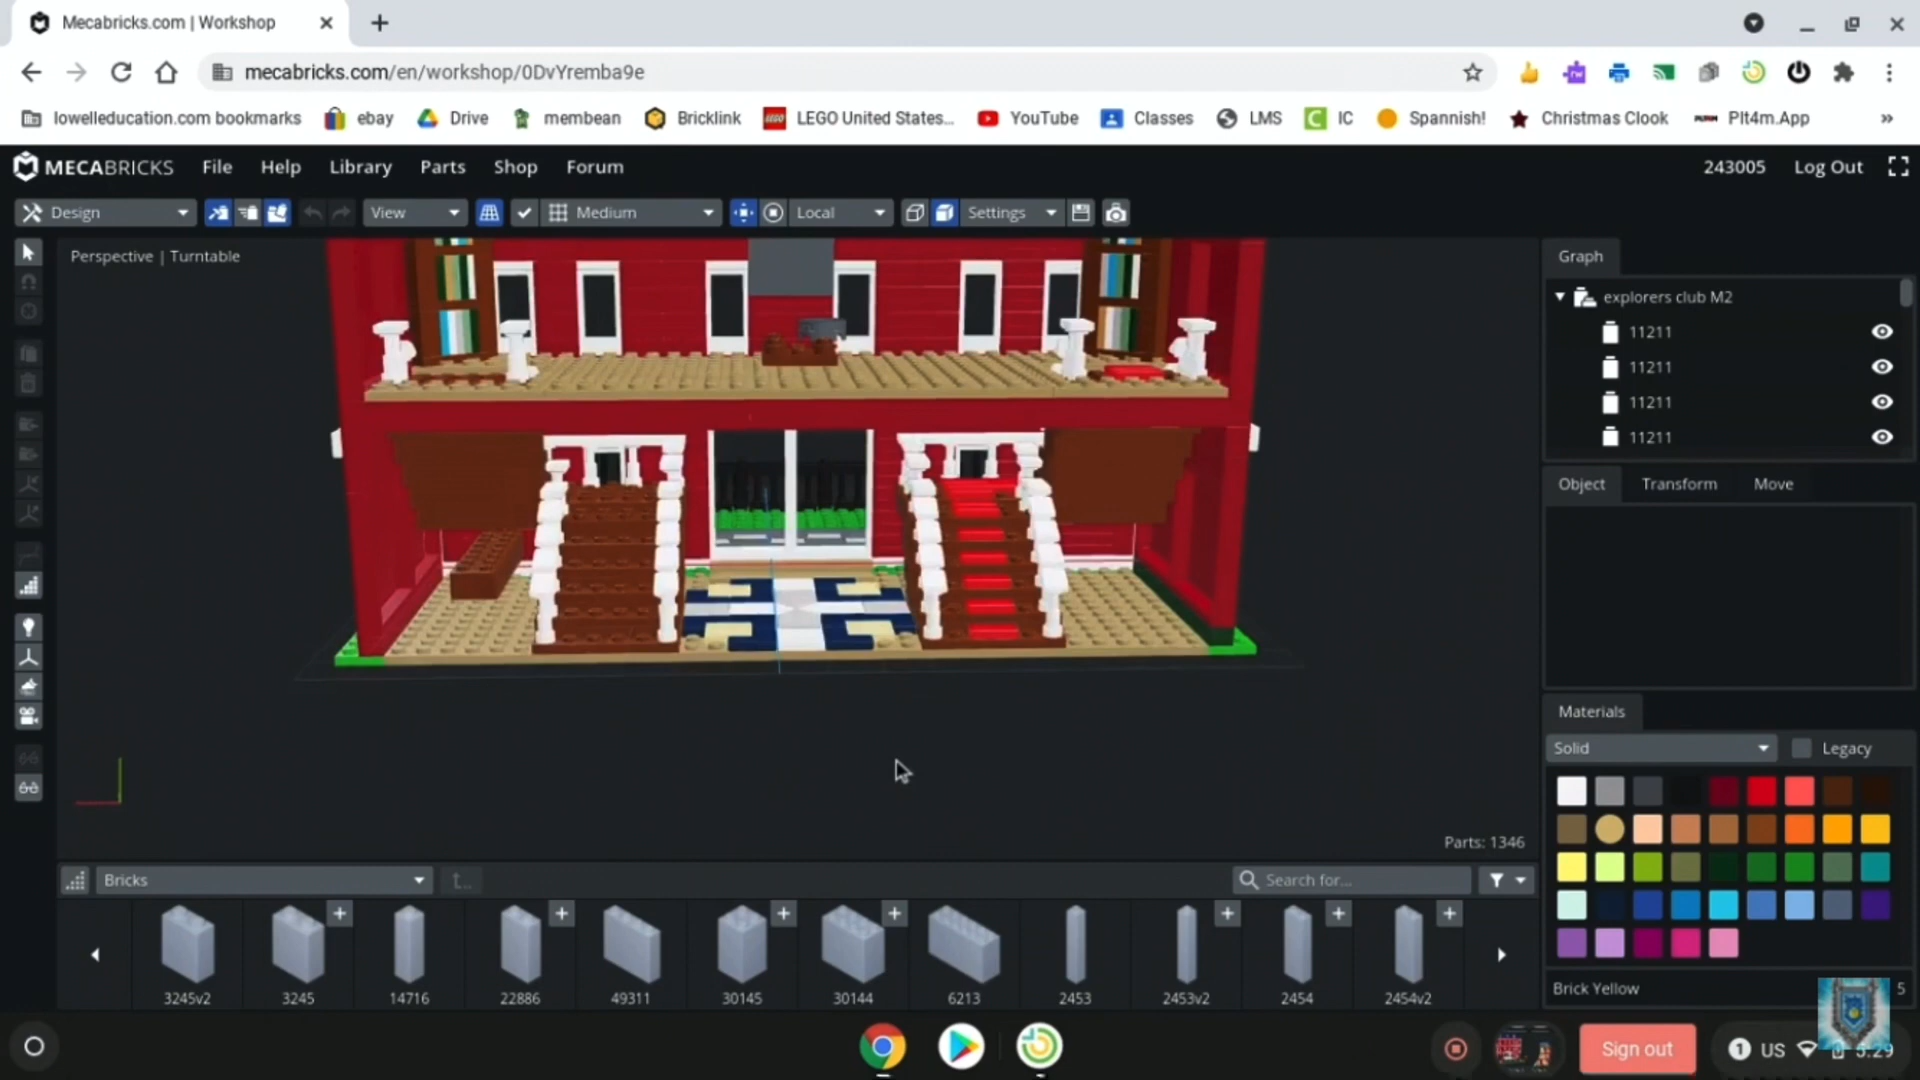 Mecabricks.com | Workshop
mecabricks.com/en/workshop/0DvYremba9e
lowelleducation.com bookmarks ebay Drive membean Bricklink LEGO United States... YouTube Classes LMS IC Spannish! Christmas Clook Plt4m.App »
MECABRICKS File Help Library Parts Shop Forum 243005 Log Out
Design View Medium Local Settings
Perspective | Turntable
Graph
explorers club M2
11211
11211
11211
11211
Object Transform Move
Materials
Solid Legacy
Parts: 1346
Bricks Search for...
3245v2 3245 14716 22886 49311 30145 30144 6213 2453 2453v2 2454 2454v2
Brick Yellow 5
Sign out 1 US 5:29